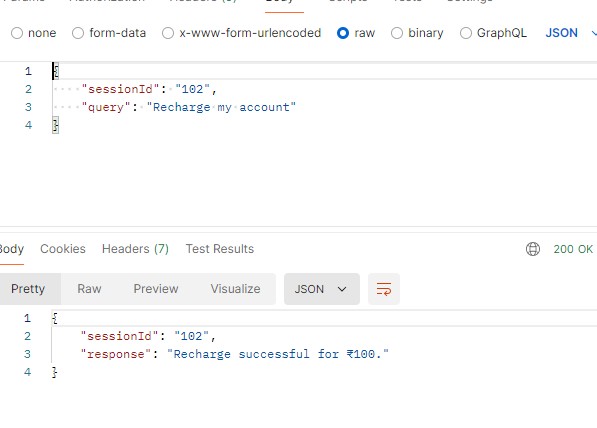 none form-data x-www-form-urlencoded raw binary GraphQL JSON
1 {
2 "sessionId": "102",
3 "query": "Recharge my account"
4 }
Body Cookies Headers (7) Test Results 200 OK
Pretty Raw Preview Visualize JSON
1 {
2 "sessionId": "102",
3 "response": "Recharge successful for ₹100."
4 }